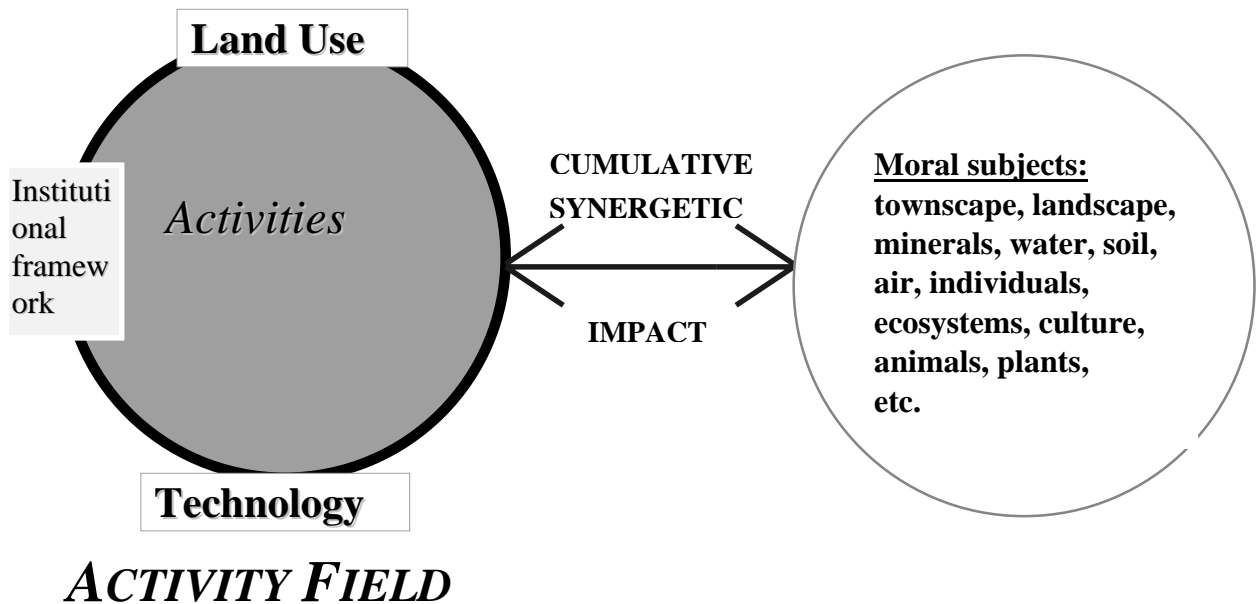 Land Use
Instituti
onal
framew
ork
Activities
Technology
ACTIVITY FIELD
CUMULATIVE
SYNERGETIC
IMPACT
Moral subjects:
townscape, landscape,
minerals, water, soil,
air, individuals,
ecosystems, culture,
animals, plants,
etc.